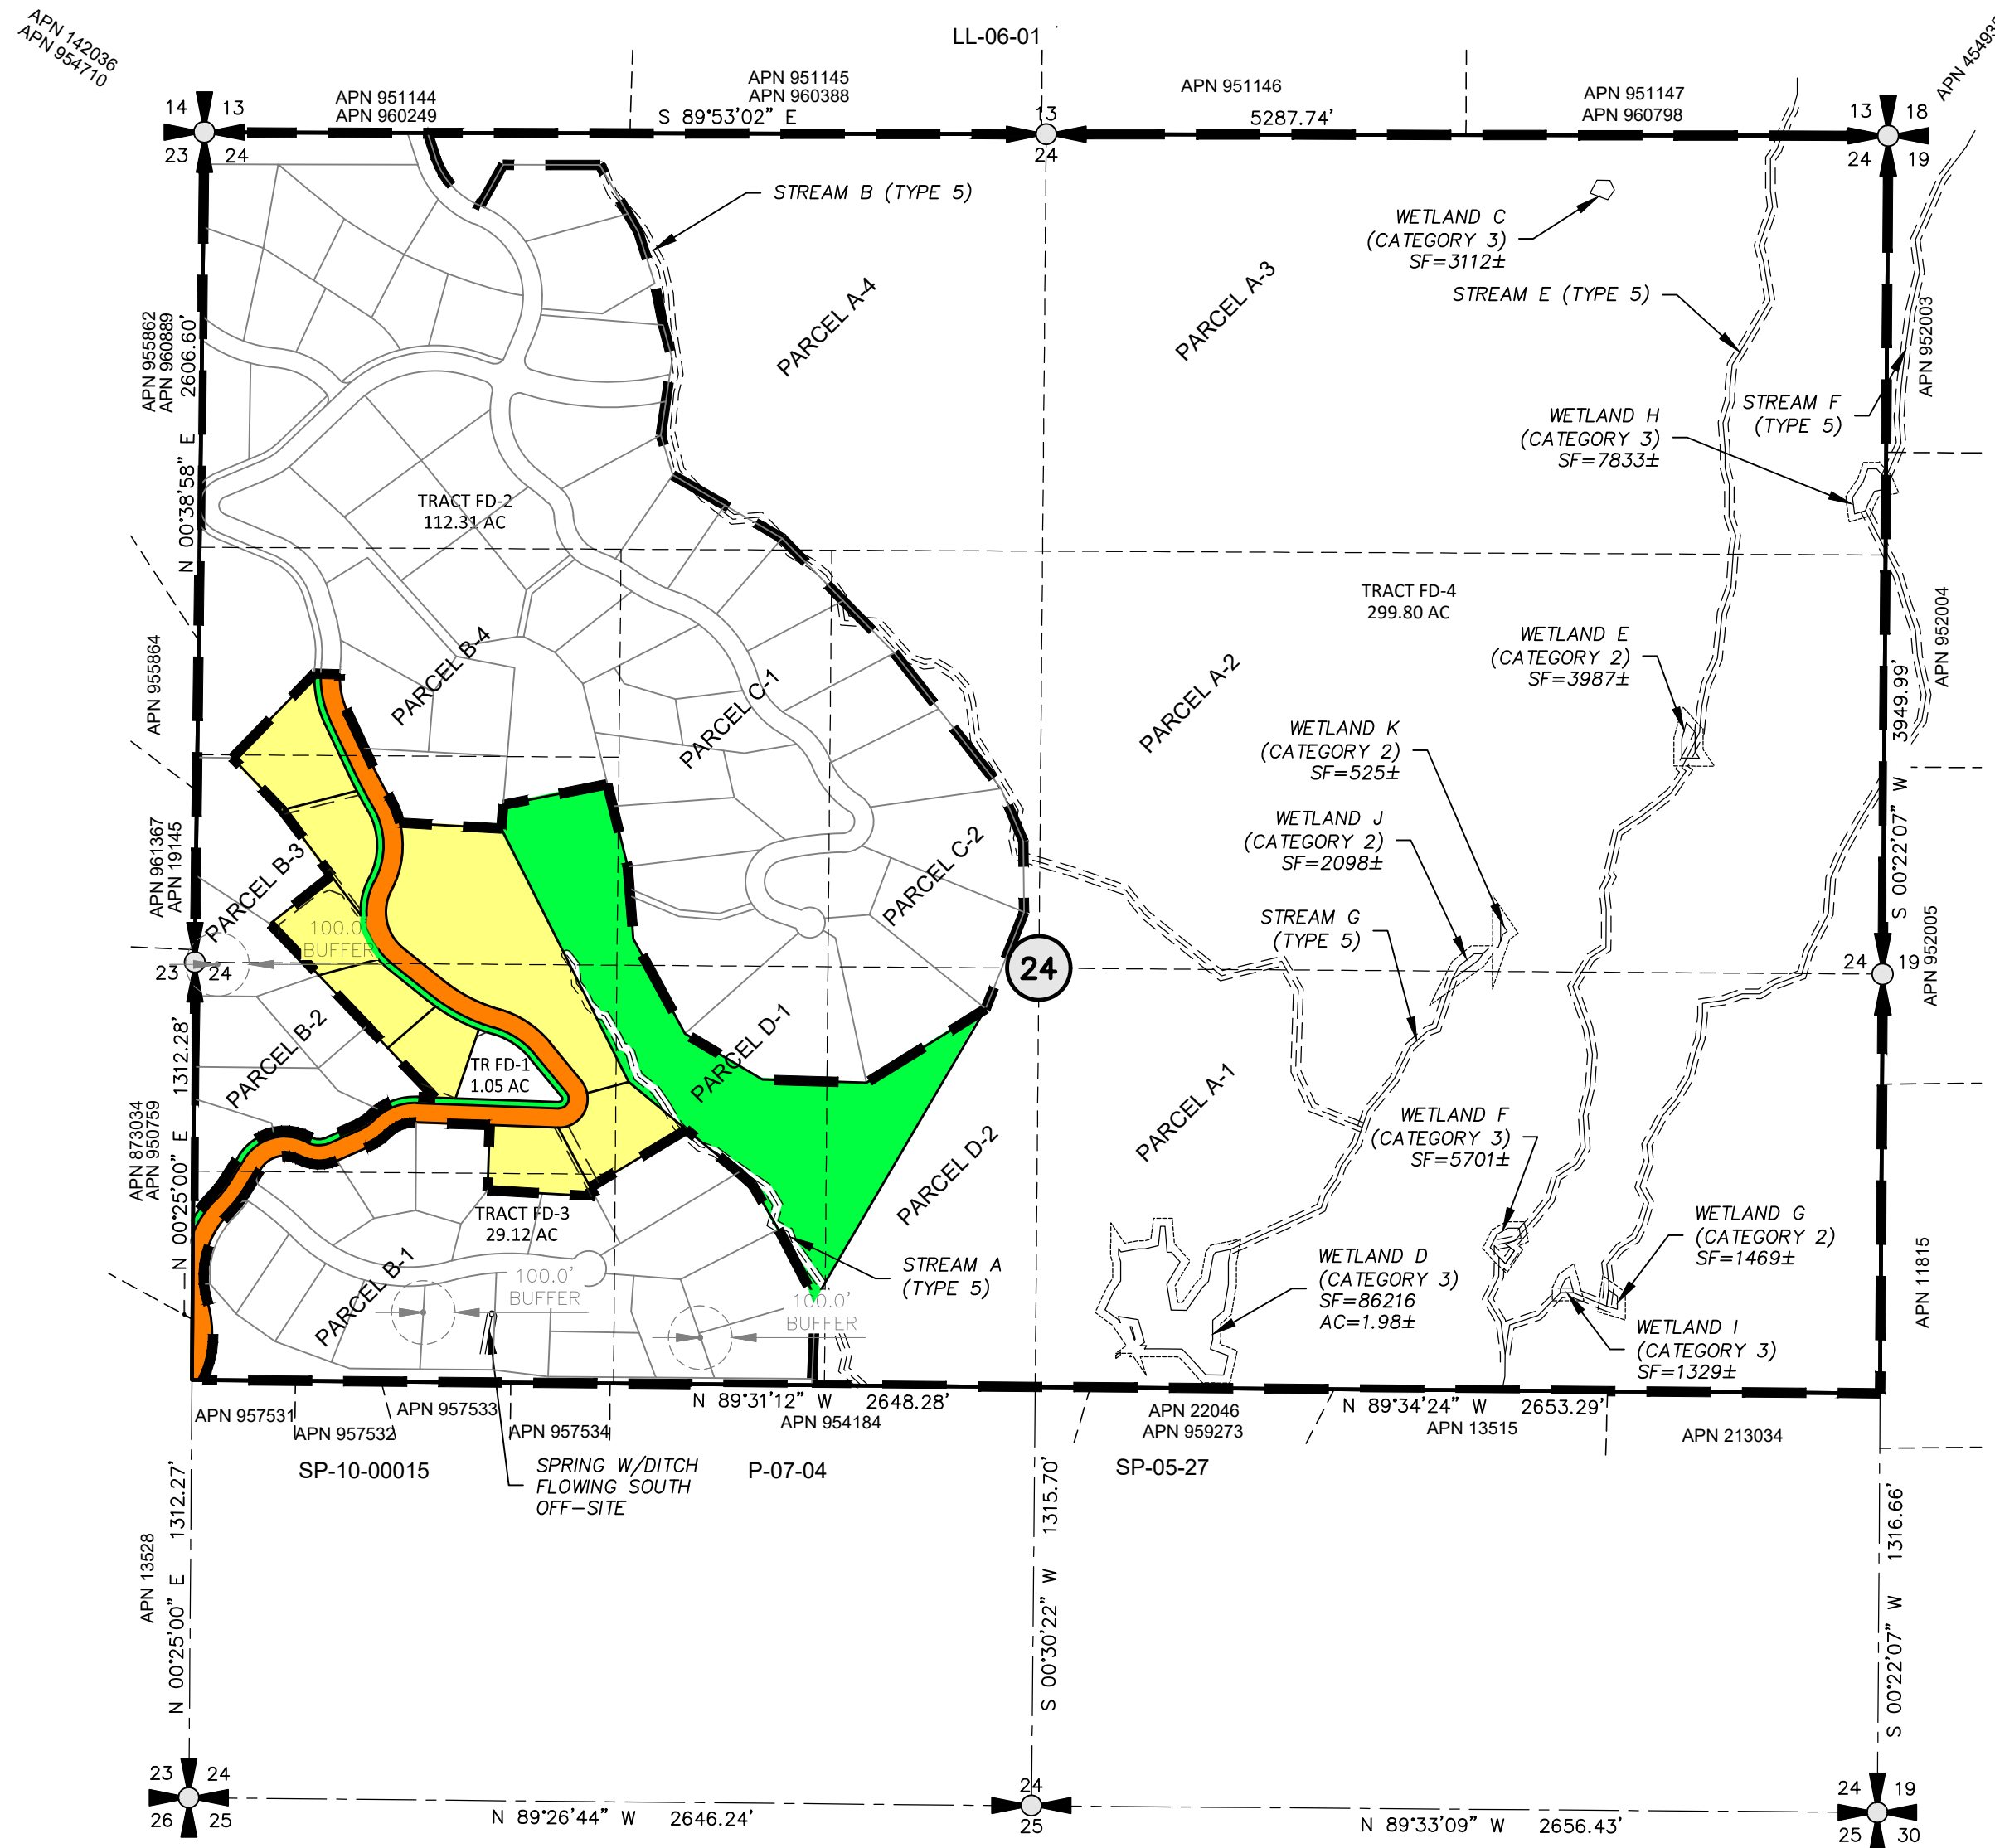 APN 142036
APN 954710
LL-06-01
APN 951144
APN 960249
APN 951145
APN 960388
APN 951146
APN 951147
APN 960798
APN 454935
S 89°53'02" E
5287.74'
14
13
23
24
13
24
13
18
24
19
STREAM B (TYPE 5)
WETLAND C
(CATEGORY 3)
SF=3112±
STREAM E (TYPE 5)
PARCEL A-4
PARCEL A-3
APN 955862
APN 960889
N 00°38'58" E 2606.60'
APN 952003
STREAM F
(TYPE 5)
WETLAND H
(CATEGORY 3)
SF=7833±
TRACT FD-2
112.31 AC
TRACT FD-4
299.80 AC
APN 952004
WETLAND E
(CATEGORY 2)
SF=3987±
APN 955864
PARCEL B-4
PARCEL C-1
PARCEL A-2
S 00°22'07" W 3949.99'
WETLAND K
(CATEGORY 2)
SF=525±
WETLAND J
(CATEGORY 2)
SF=2098±
APN 961367
APN 19145
PARCEL B-3
PARCEL C-2
100.0'
BUFFER
STREAM G
(TYPE 5)
23
24
24
24
19
APN 952005
PARCEL B-2
PARCEL D-1
TR FD-1
1.05 AC
APN 873034
APN 950759
N 00°25'00" E 1312.28'
PARCEL A-1
WETLAND F
(CATEGORY 3)
SF=5701±
PARCEL D-2
TRACT FD-3
29.12 AC
WETLAND G
(CATEGORY 2)
SF=1469±
STREAM A
(TYPE 5)
WETLAND D
(CATEGORY 3)
SF=86216
AC=1.98±
PARCEL B-1
100.0'
BUFFER
100.0'
BUFFER
WETLAND I
(CATEGORY 3)
SF=1329±
APN 11815
N 89°31'12" W 2648.28'
N 89°34'24" W 2653.29'
APN 957531
APN 957532
APN 957533
APN 957534
APN 954184
APN 22046
APN 959273
APN 13515
APN 213034
SP-10-00015
P-07-04
SP-05-27
SPRING W/DITCH
FLOWING SOUTH
OFF-SITE
APN 13528
N 00°25'00" E 1312.27'
S 00°30'22" W 1315.70'
S 00°22'07" W 1316.66'
23
24
26
25
24
25
24
19
25
30
N 89°26'44" W 2646.24'
N 89°33'09" W 2656.43'